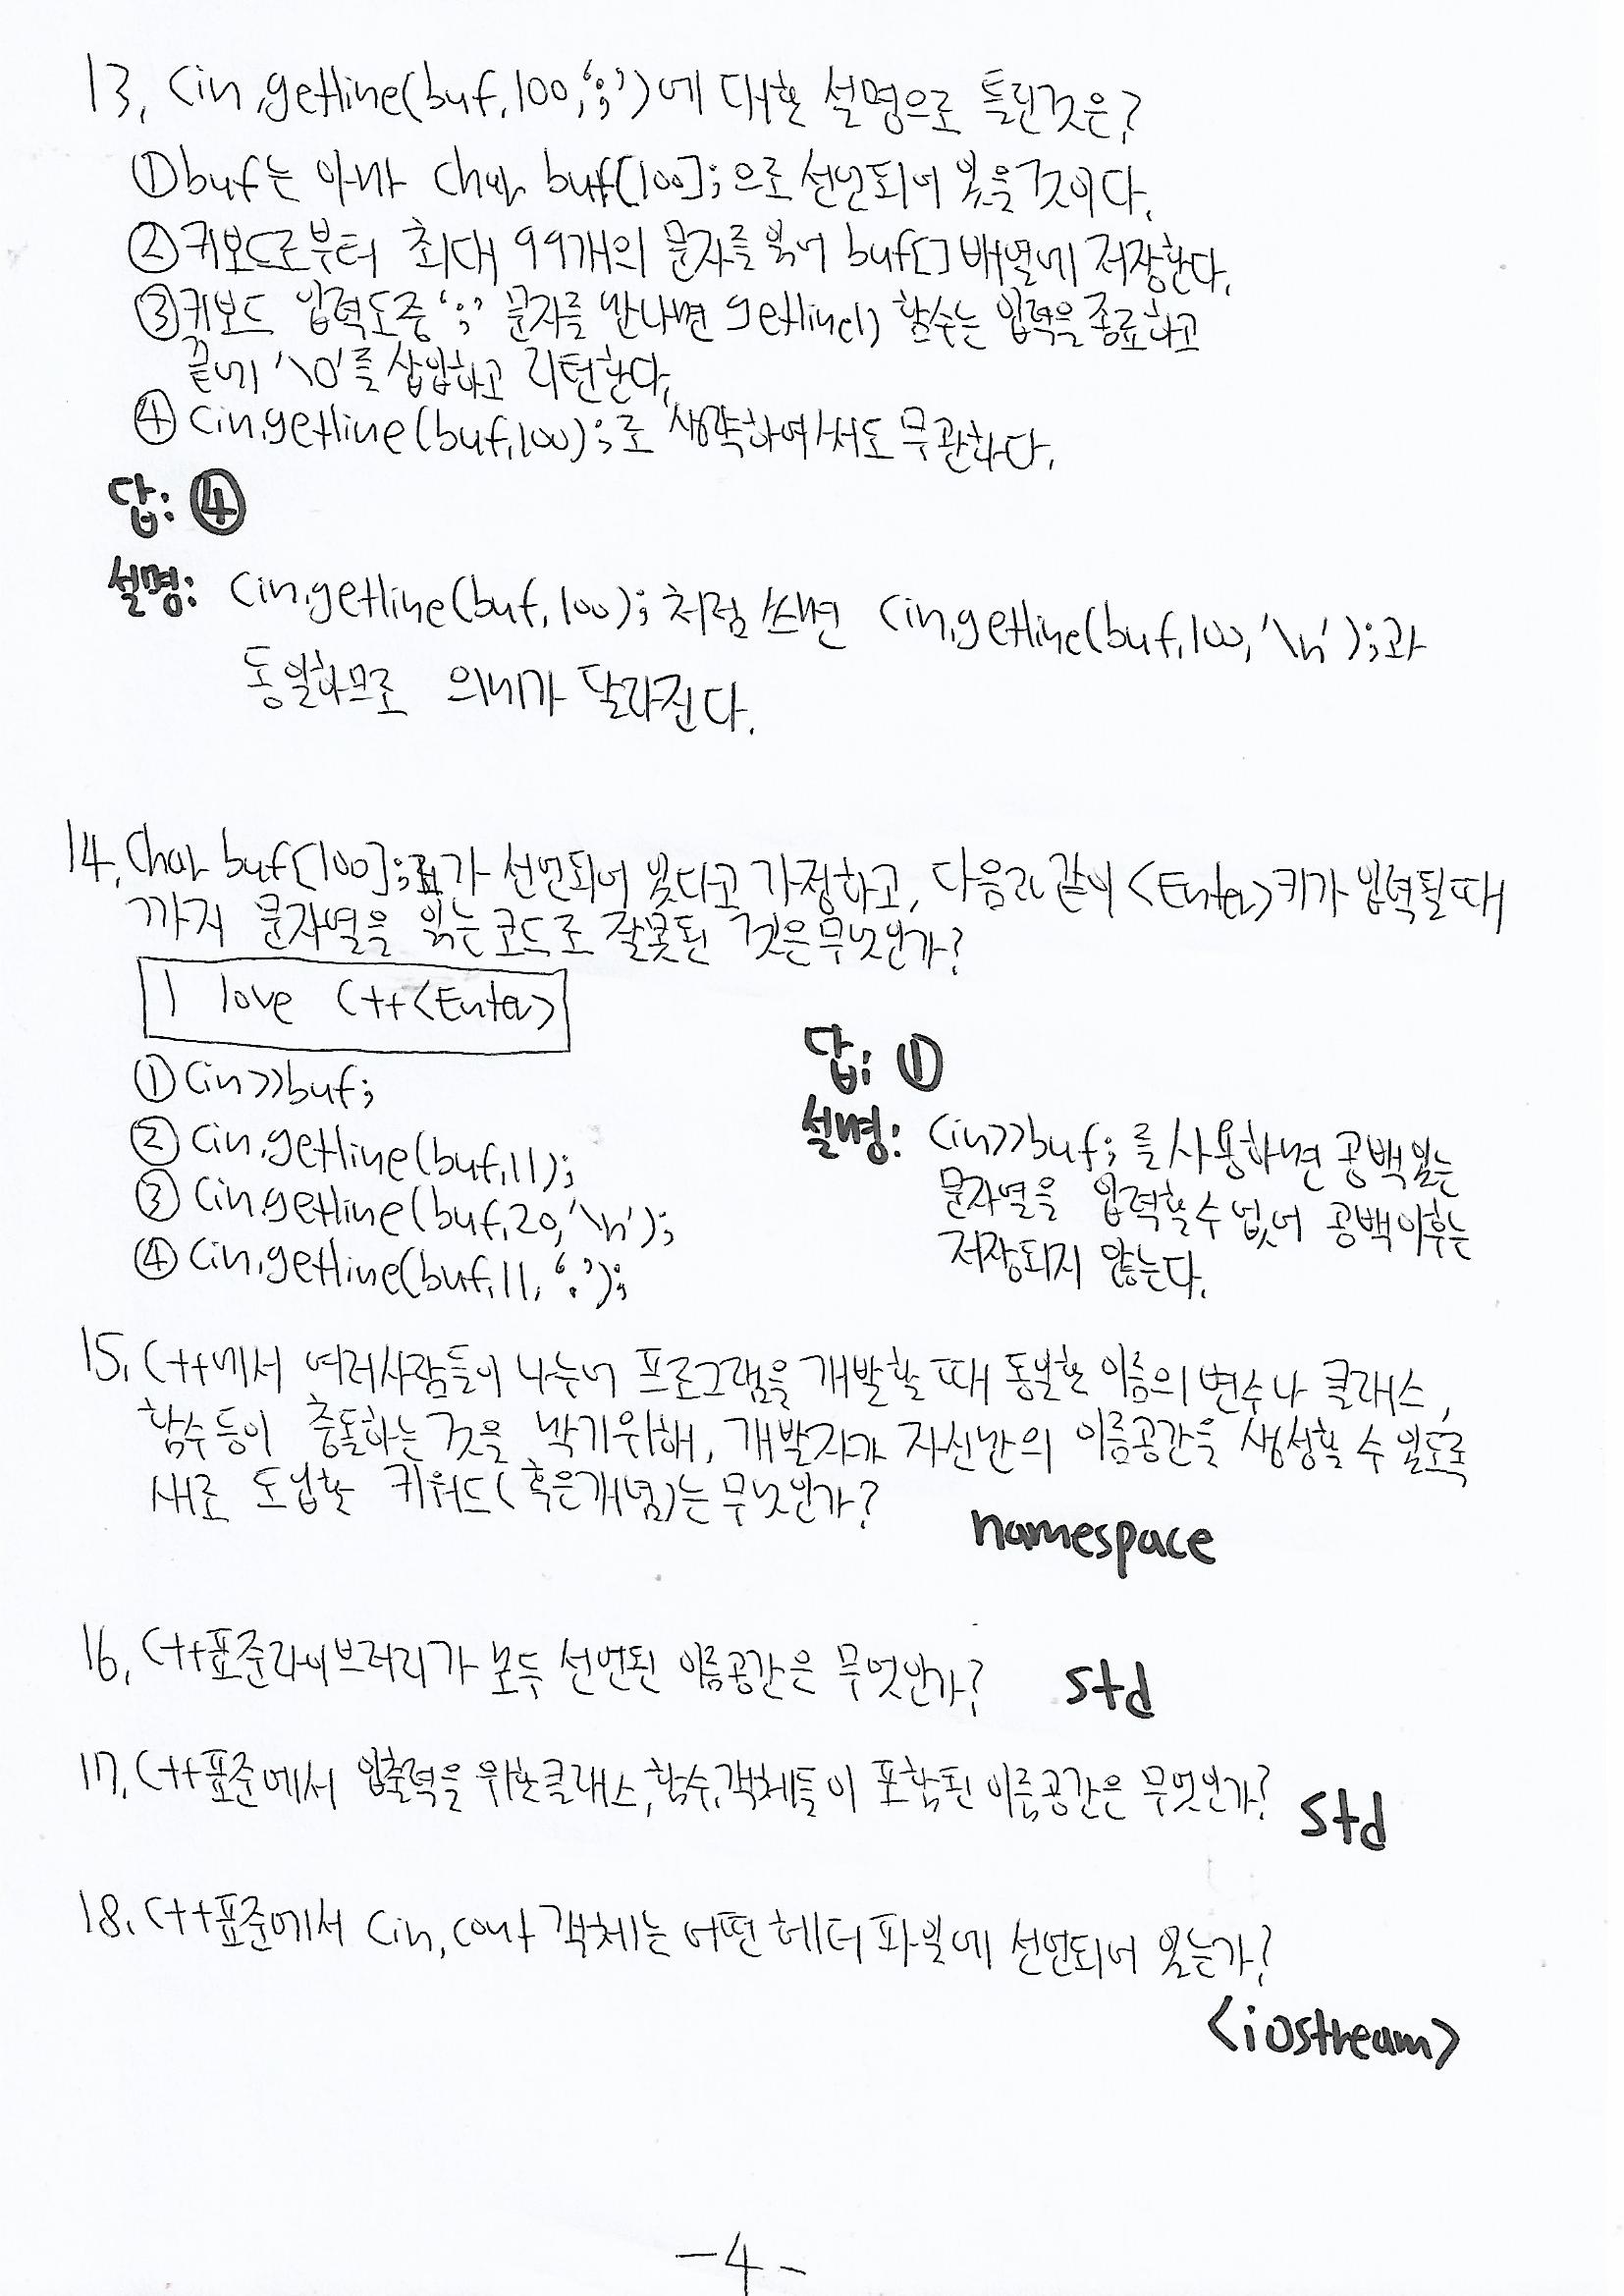 13. cin.getline(buf,100,';')에 대한 설명으로 틀린것은?
①buf는 아마 char buf[100];으로 선언되어 있을것이다.
②키보드로부터 최대 99개의 문자를 읽어 buf[] 배열에 저장한다.
③키보드 입력도중 ';' 문자를 만나면 getline() 함수는 입력을 종료하고
끝에 '\0'를 삽입하고 리턴한다.
④ cin.getline(buf,100);로 생략하여서도 무관하다.
답: ④
설명: cin.getline(buf,100); 처럼 쓰면 cin.getline(buf,100,'\n');과
동일하므로 의미가 달라진다.
14. char buf[100];가 선언되어 있다고 가정하고, 다음과 같이 <Enter>키가 입력될때
까지 문자열을 읽는 코드로 잘못된 것은 무엇인가?
I love C++<Enter>
①cin>>buf;
② cin.getline(buf,11);
③ cin.getline(buf,20,'\n');
④ cin.getline(buf,11,'.');
답: ①
설명: cin>>buf; 를 사용하면 공백있는
문자열을 입력할수 없어 공백이후는
저장되지 않는다.
15. C++에서 여러사람들이 나누어 프로그램을 개발할 때 동일한 이름의 변수나 클래스,
함수 등이 충돌하는 것을 막기위해, 개발자가 자신만의 이름공간을 생성할 수 있도록
새로 도입한 키워드(혹은개념)는 무엇인가?
namespace
16. C++표준라이브러리가 모두 선언된 이름공간은 무엇인가? std
17. C++표준에서 입출력을 위한클래스,함수,객체들이 포함된 이름공간은 무엇인가? std
18. C++표준에서 cin,cout 객체는 어떤 헤더 파일에 선언되어 있는가?
<iostream>
-4-